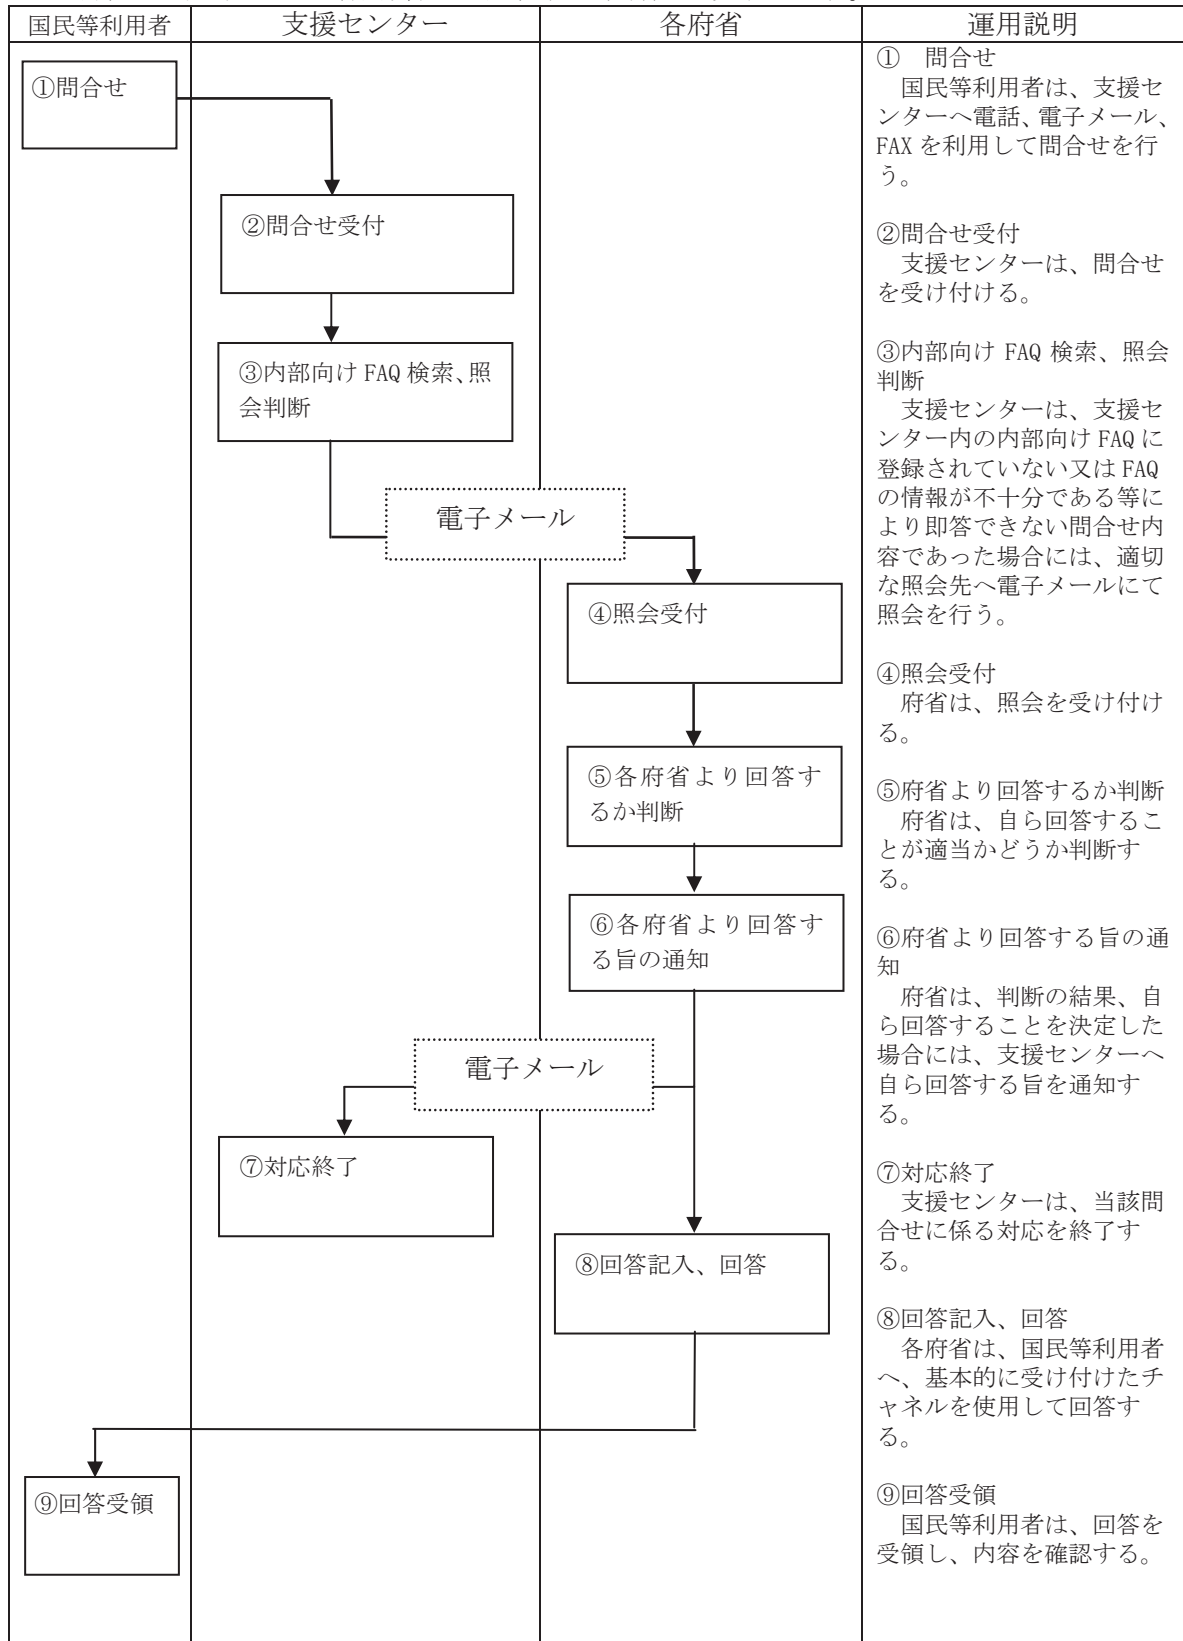 国民等利用者
支援センター
各府省
運用説明
①問合せ
②問合せ受付
③内部向け FAQ 検索、照
会判断
電子メール
④照会受付
⑤各府省より回答す
るか判断
⑥各府省より回答す
る旨の通知
電子メール
⑦対応終了
⑧回答記入、回答
⑨回答受領
① 問合せ
国民等利用者は、支援セ
ンターへ電話、電子メール、
FAX を利用して問合せを行
う。
②問合せ受付
支援センターは、問合せ
を受け付ける。
③内部向け FAQ 検索、照会
判断
支援センターは、支援セ
ンター内の内部向け FAQ に
登録されていない又は FAQ
の情報が不十分である等に
より即答できない問合せ内
容であった場合には、適切
な照会先へ電子メールにて
照会を行う。
④照会受付
府省は、照会を受け付け
る。
⑤府省より回答するか判断
府省は、自ら回答するこ
とが適当かどうか判断す
る。
⑥府省より回答する旨の通
知
府省は、判断の結果、自
ら回答することを決定した
場合には、支援センターへ
自ら回答する旨を通知す
る。
⑦対応終了
支援センターは、当該問
合せに係る対応を終了す
る。
⑧回答記入、回答
各府省は、国民等利用者
へ、基本的に受け付けたチ
ャネルを使用して回答す
る。
⑨回答受領
国民等利用者は、回答を
受領し、内容を確認する。